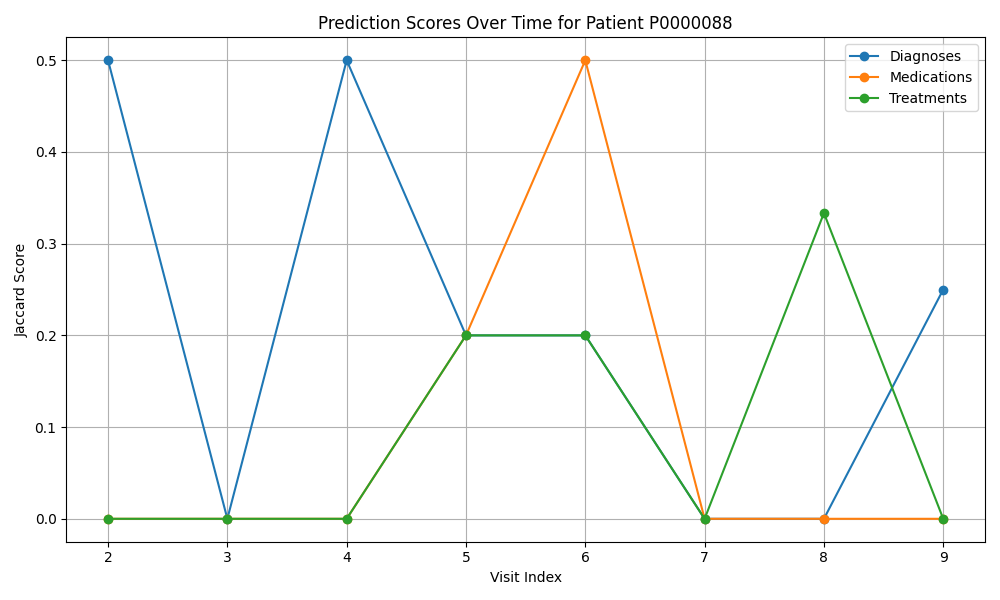 Prediction Scores Over Time for Patient P0000088
Diagnoses
Medications
Treatments
Jaccard Score
0.5
0.4
0.3
0.2
0.1
0.0
2 3 4 5 6 7 8 9
Visit Index